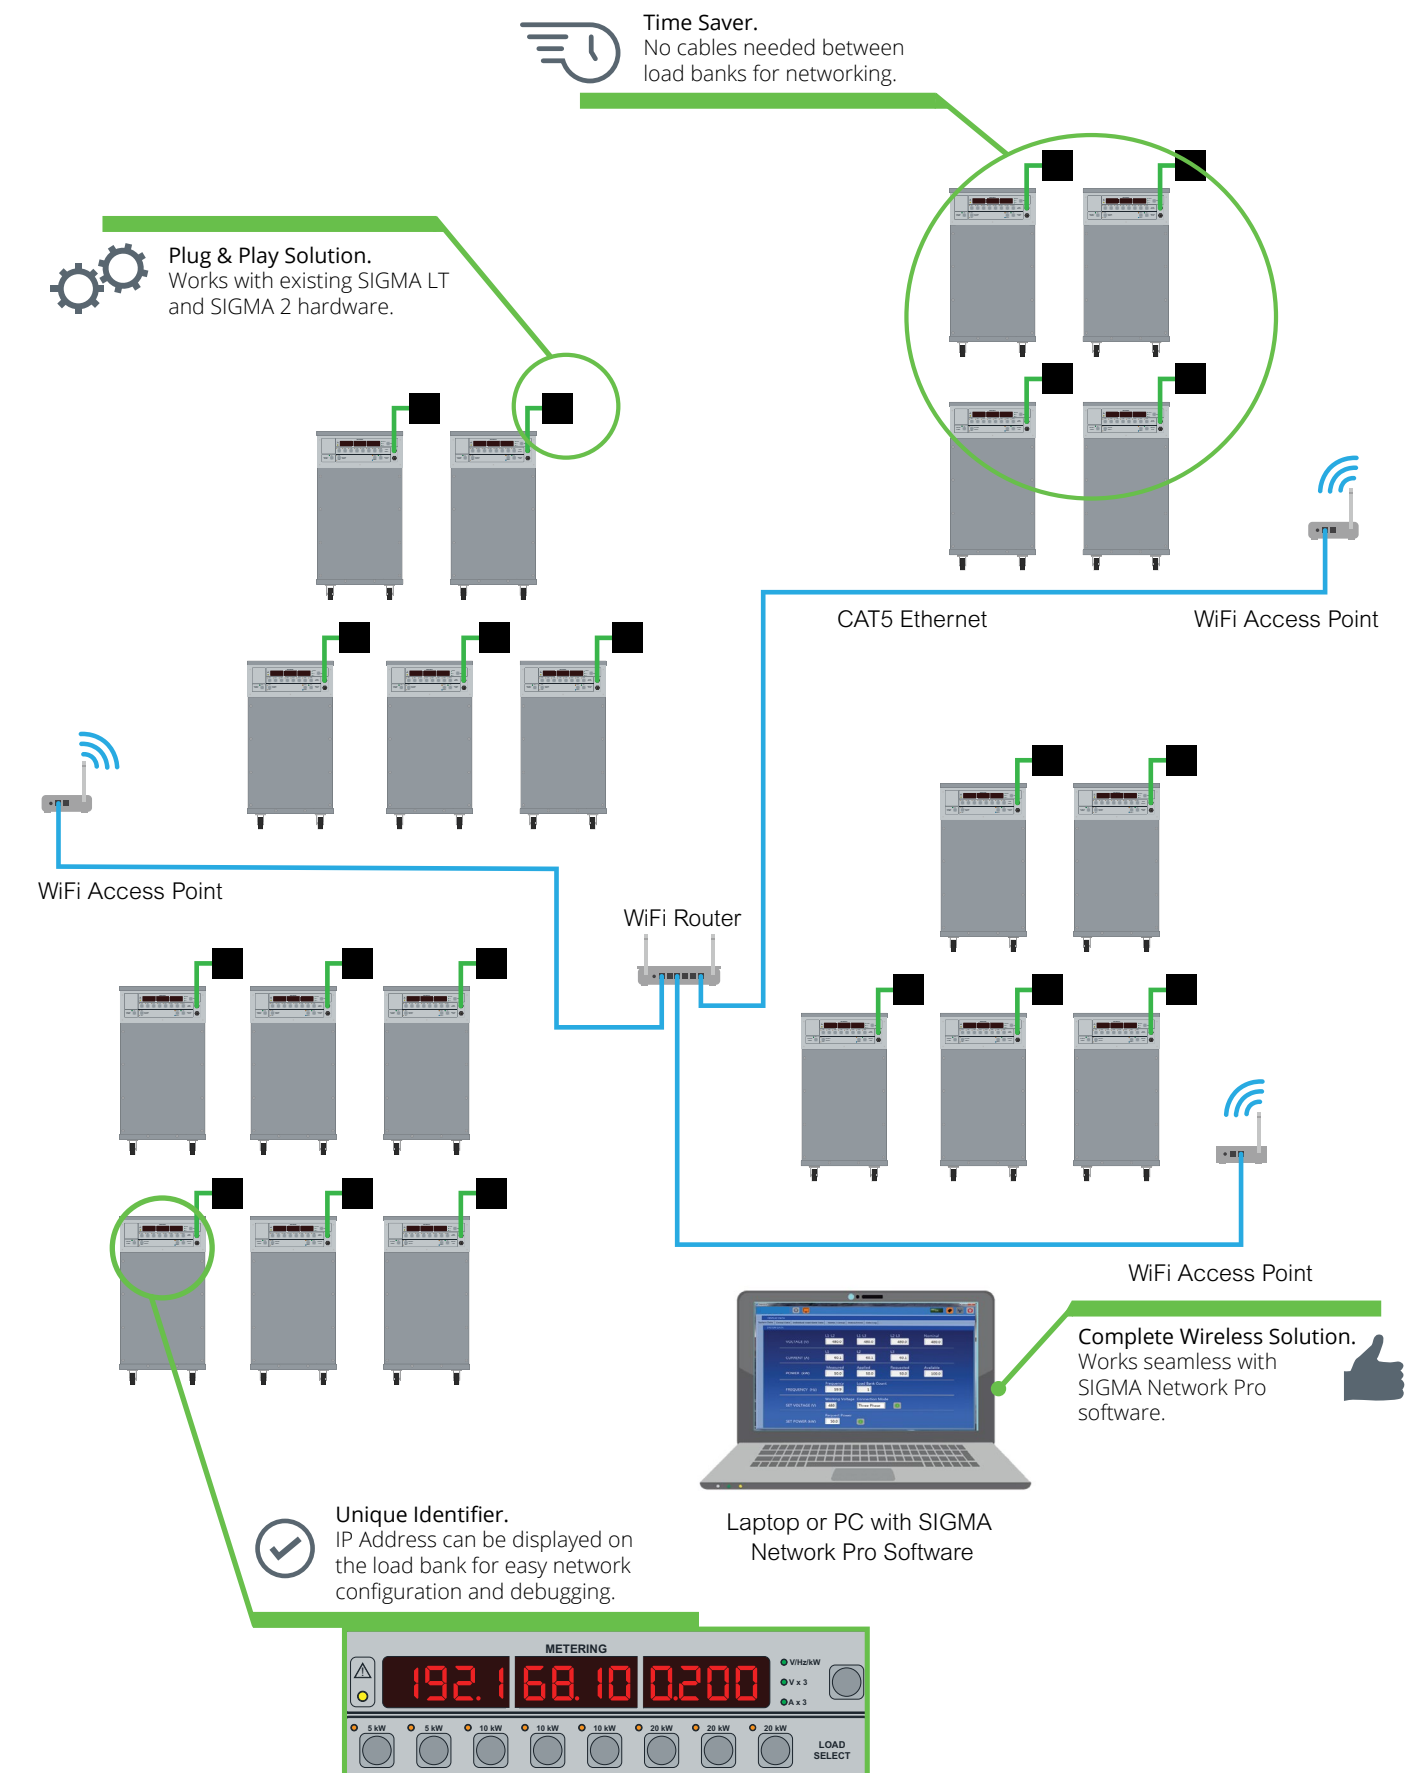 Time Saver.
No cables needed between
load banks for networking.
Plug & Play Solution.
Works with existing SIGMA LT
and SIGMA 2 hardware.
CAT5 Ethernet
WiFi Access Point
WiFi Access Point
WiFi Router
WiFi Access Point
Complete Wireless Solution.
Works seamless with
SIGMA Network Pro
software.
Laptop or PC with SIGMA
Network Pro Software
Unique Identifier.
IP Address can be displayed on
the load bank for easy network
configuration and debugging.
METERING
192.1 68.10 0.200
V/Hz/kW
V x 3
A x 3
5 kW 5 kW 10 kW 10 kW 10 kW 20 kW 20 kW 20 kW
LOAD
SELECT